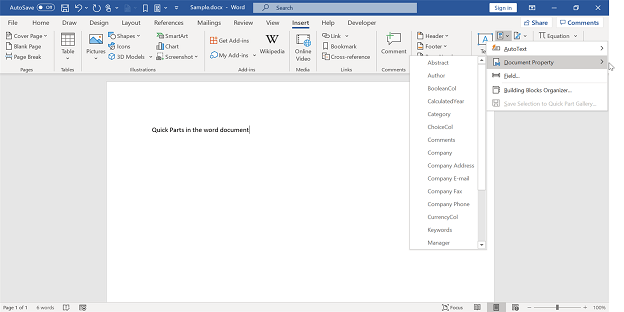 AutoSave Off Sample.docx - Word Search Sign in
File Home Draw Design Layout References Mailings Review View Insert Help Developer Share Comments
Cover Page
Blank Page
Page Break
Pages
Table
Tables
Pictures
Shapes
Icons
3D Models
SmartArt
Chart
Screenshot
Illustrations
Get Add-ins
My Add-ins
Wikipedia
Add-ins
Online
Video
Media
Link
Bookmark
Cross-reference
Links
Comment
Comments
Header
Footer
Equation
AutoText
Document Property
Field...
Building Blocks Organizer...
Save Selection to Quick Part Gallery...
Abstract
Author
BooleanCol
CalculatedYear
Category
ChoiceCol
Comments
Company
Company Address
Company E-mail
Company Fax
Company Phone
CurrencyCol
Keywords
Manager
Quick Parts in the word document
Page 1 of 1 6 words Focus 100%